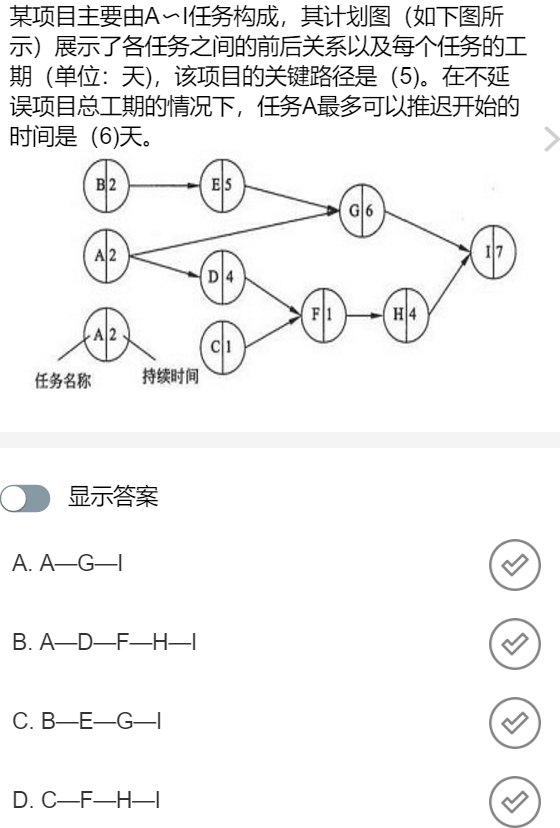 某项目主要由A∽I任务构成，其计划图（如下图所
示）展示了各任务之间的前后关系以及每个任务的工
期（单位：天)，该项目的关键路径是（5)。在不延
误项目总工期的情况下，任务A最多可以推迟开始的
时间是（6)天。
B 2
E 5
G 6
A 2
I 7
D 4
F 1
H 4
A 2
C 1
任务名称
持续时间
显示答案
A. A—G—I
B. A—D—F—H—I
C. B—E—G—I
D. C—F—H—I